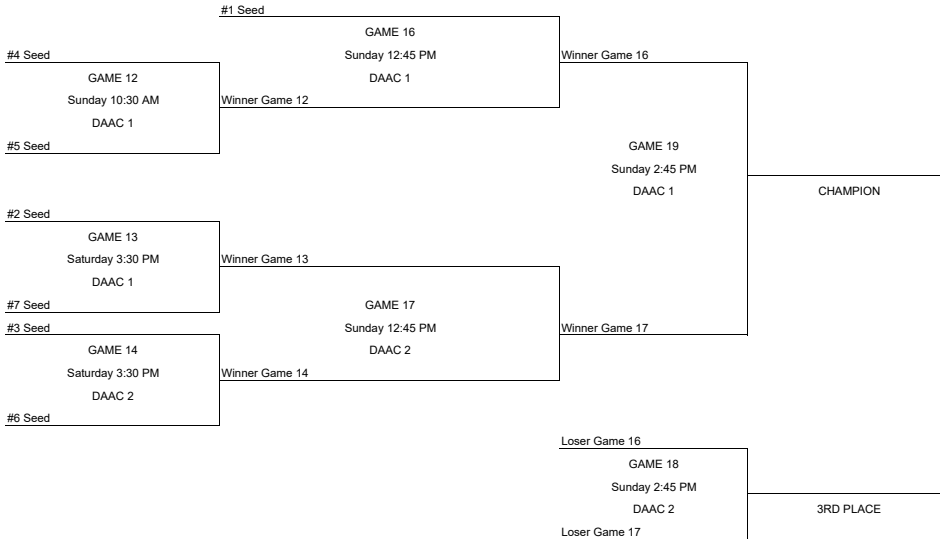 #1 Seed
GAME 16
#4 Seed
Sunday 12:45 PM
Winner Game 16
GAME 12
DAAC 1
Sunday 10:30 AM
Winner Game 12
DAAC 1
#5 Seed
GAME 19
Sunday 2:45 PM
DAAC 1
CHAMPION
#2 Seed
GAME 13
Saturday 3:30 PM
Winner Game 13
DAAC 1
#7 Seed
GAME 17
#3 Seed
Sunday 12:45 PM
Winner Game 17
GAME 14
DAAC 2
Saturday 3:30 PM
Winner Game 14
DAAC 2
#6 Seed
Loser Game 16
GAME 18
Sunday 2:45 PM
DAAC 2
3RD PLACE
Loser Game 17